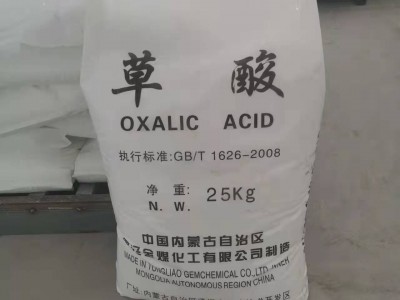 草 酸
OXALIC ACID
执行标准:GB/T 1626-2008
净 重: 25Kg
N. W.
中国内蒙古自治区
金煤化工有限公司制造
MADE IN TONGLIAO GEMCHEMICAL CO.,LTD.
MONGOLIA AUTONOMOUS REGION CHINA